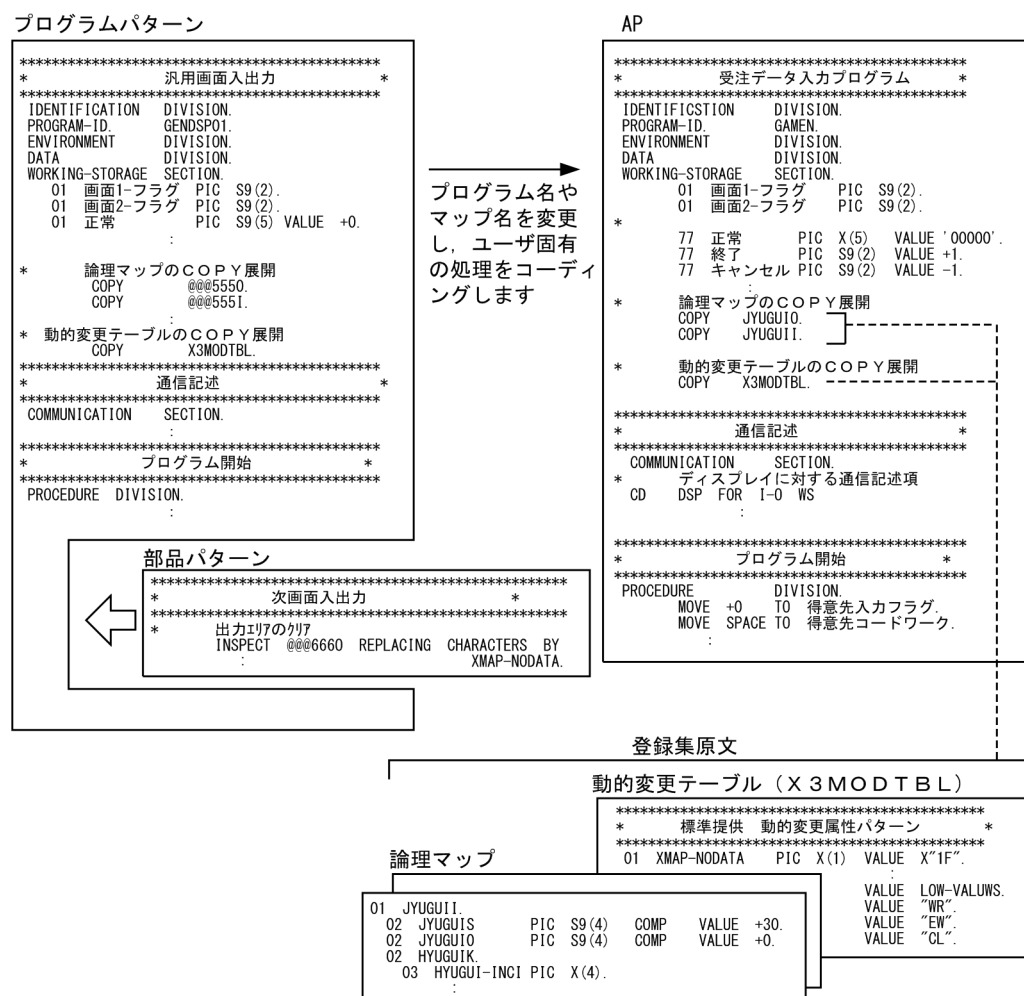 プログラムパターン
****************************************
* 汎用画面入出力 *
****************************************
IDENTIFICATION DIVISION.
PROGRAM-ID. GENDSP01.
ENVIRONMENT DIVISION.
DATA DIVISION.
WORKING-STORAGE SECTION.
01 画面1-フラグ PIC S9(2).
01 画面2-フラグ PIC S9(2).
01 正常 PIC S9(5) VALUE +0.
:
* 論理マップのCOPY展開
COPY @@@5550.
COPY @@@555I.
:
* 動的変更テーブルのCOPY展開
COPY X3MODTBL.
****************************************
* 通信記述 *
****************************************
COMMUNICATION SECTION.
:
****************************************
* プログラム開始 *
****************************************
PROCEDURE DIVISION.
:
部品パターン
****************************************************
* 次画面入出力 *
****************************************************
* 出力エリアのクリア
INSPECT @@@6660 REPLACING CHARACTERS BY
: XMAP-NODATA.
プログラム名や
マップ名を変更
し，ユーザ固有
の処理をコーディ
ングします
AP
********************************************
* 受注データ入力プログラム *
********************************************
IDENTIFICSTION DIVISION.
PROGRAM-ID. GAMEN.
ENVIRONMENT DIVISION.
DATA DIVISION.
WORKING-STORAGE SECTION.
01 画面1-フラグ PIC S9(2).
01 画面2-フラグ PIC S9(2).
*
77 正常 PIC X(5) VALUE '00000'.
77 終了 PIC S9(2) VALUE +1.
77 キャンセル PIC S9(2) VALUE -1.
:
* 論理マップのCOPY展開
COPY JYUGUIO.
COPY JYUGUII.
* 動的変更テーブルのCOPY展開
COPY X3MODTBL.
********************************************
* 通信記述 *
********************************************
COMMUNICATION SECTION.
* ディスプレイに対する通信記述項
CD DSP FOR I-O WS
:
********************************************
* プログラム開始 *
********************************************
PROCEDURE DIVISION.
MOVE +0 TO 得意先入力フラグ.
MOVE SPACE TO 得意先コードワーク.
:
登録集原文
動的変更テーブル（X3MODTBL）
**********************************************
* 標準提供 動的変更属性パターン *
**********************************************
01 XMAP-NODATA PIC X(1) VALUE X"1F".
:
VALUE LOW-VALUWS.
VALUE "WR".
VALUE "EW".
VALUE "CL".
論理マップ
01 JYUGUII.
02 JYUGUIS PIC S9(4) COMP VALUE +30.
02 JYUGUIO PIC S9(4) COMP VALUE +0.
02 HYUGUIK.
03 HYUGUI-INCI PIC X(4).
: